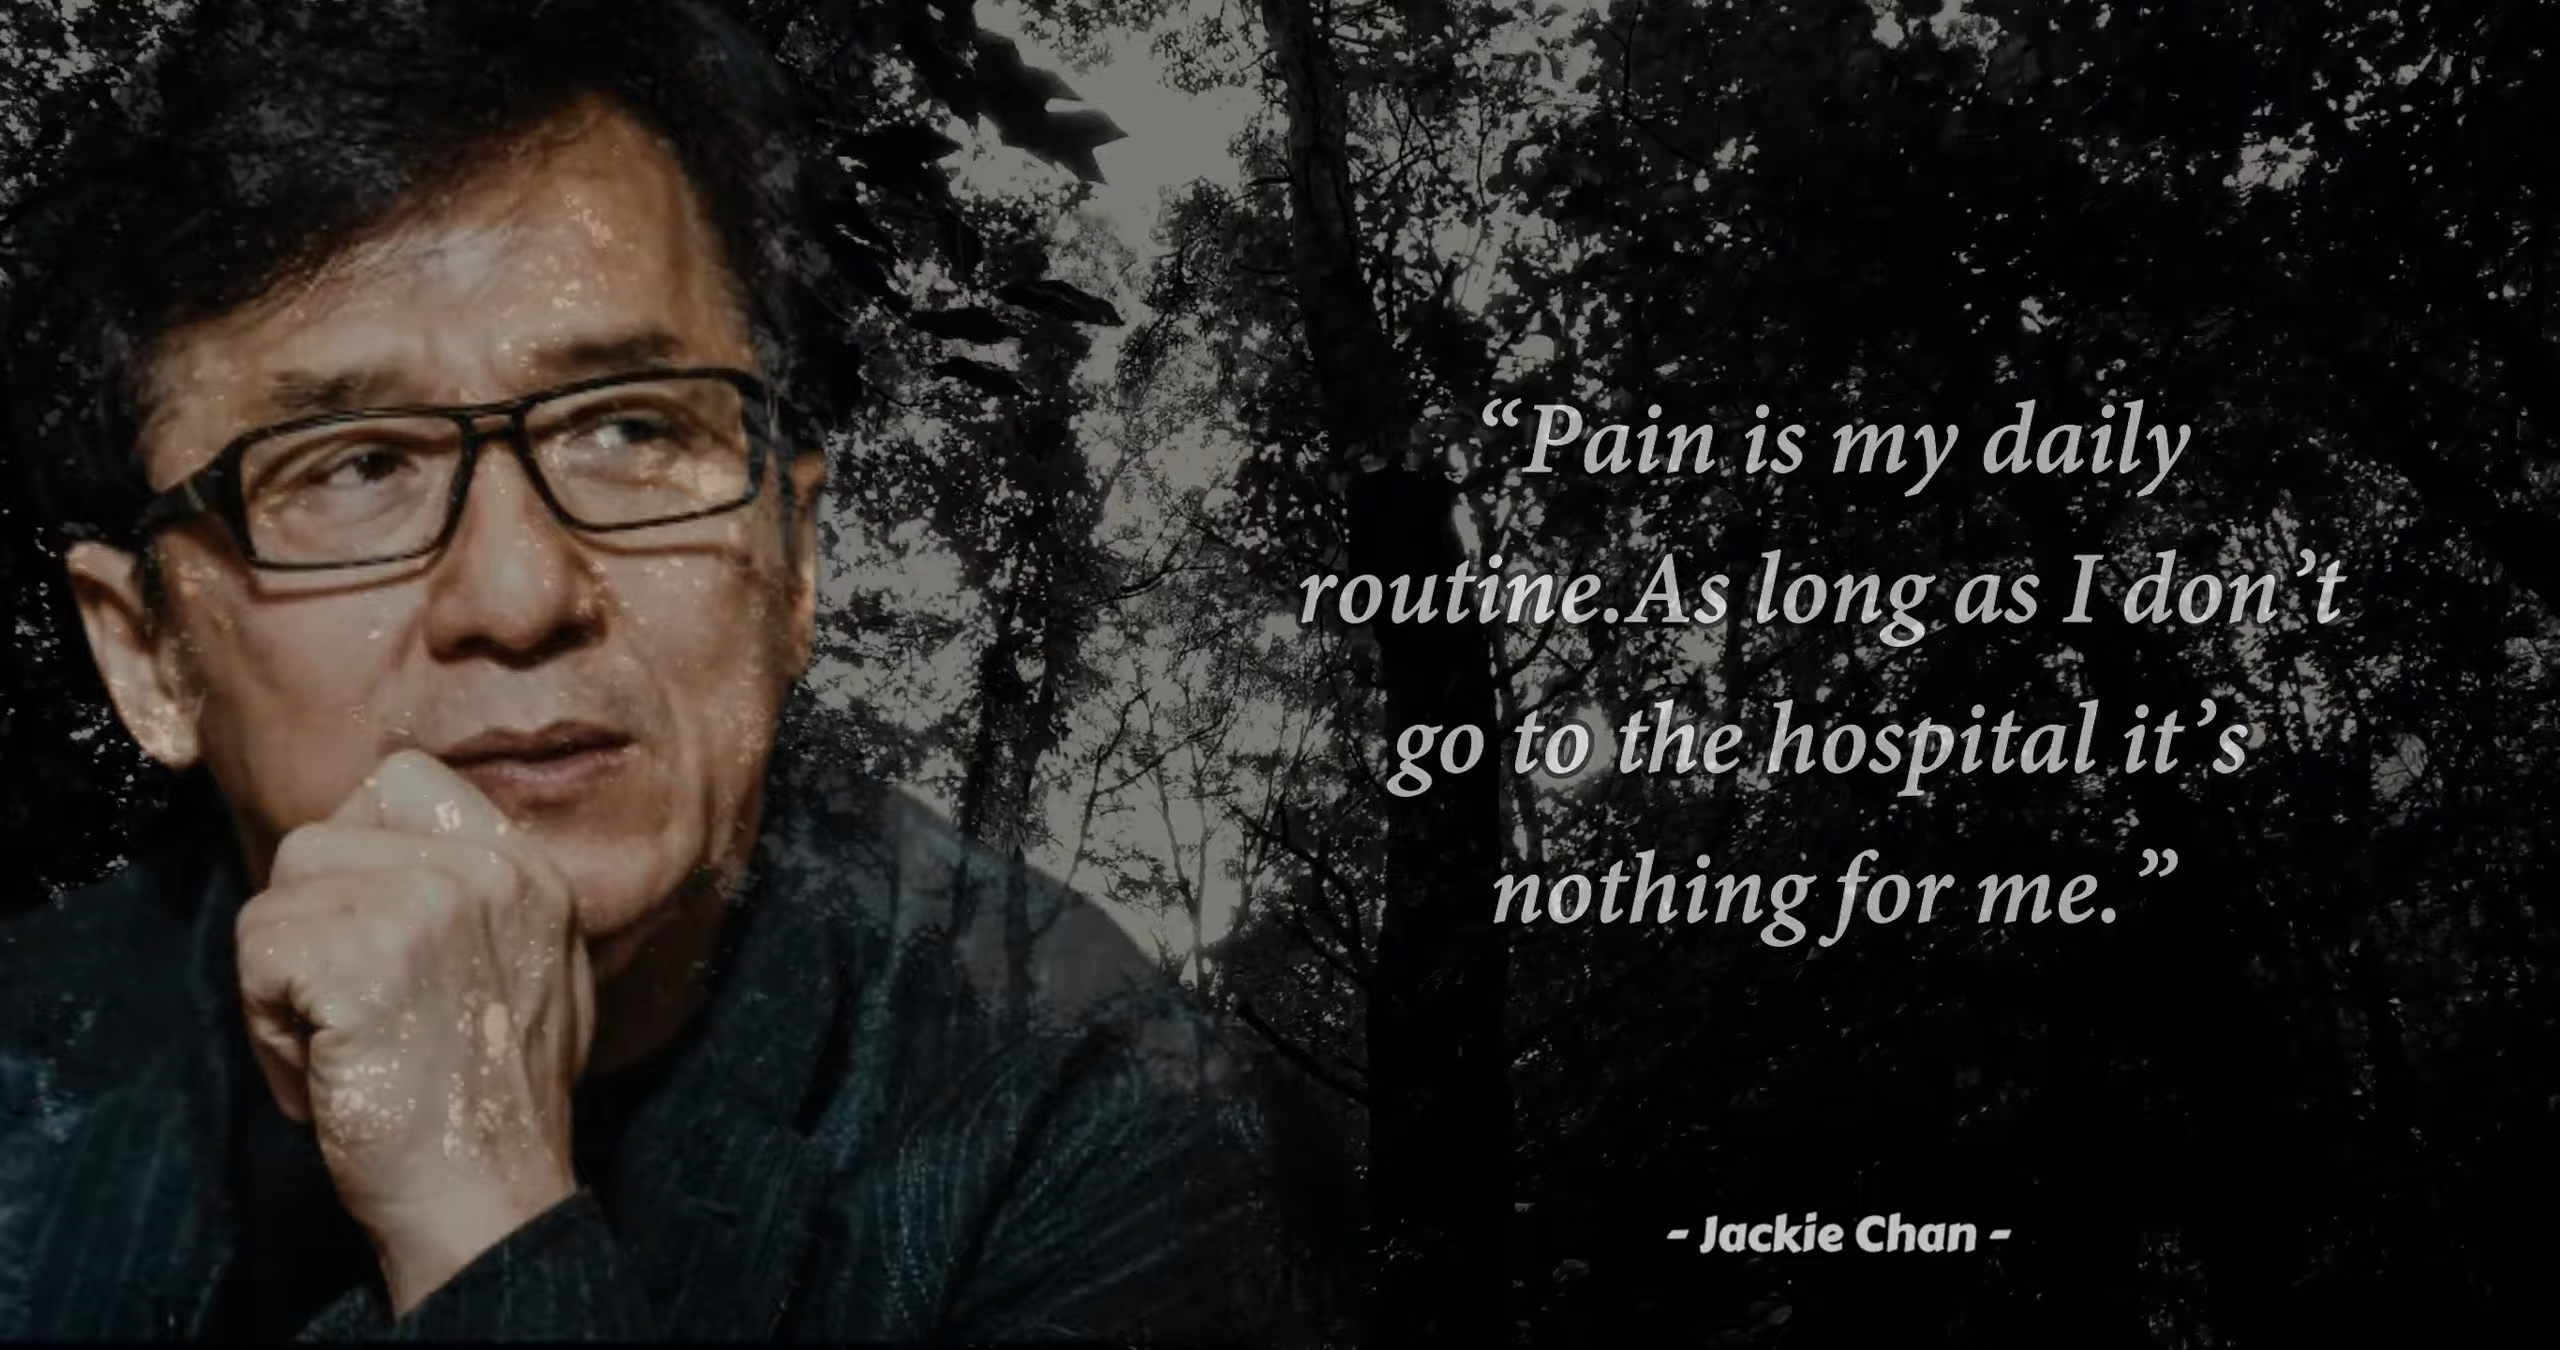 “Pain is my daily
routine.As long as I don’t
go to the hospital it’s
nothing for me.”
- Jackie Chan -